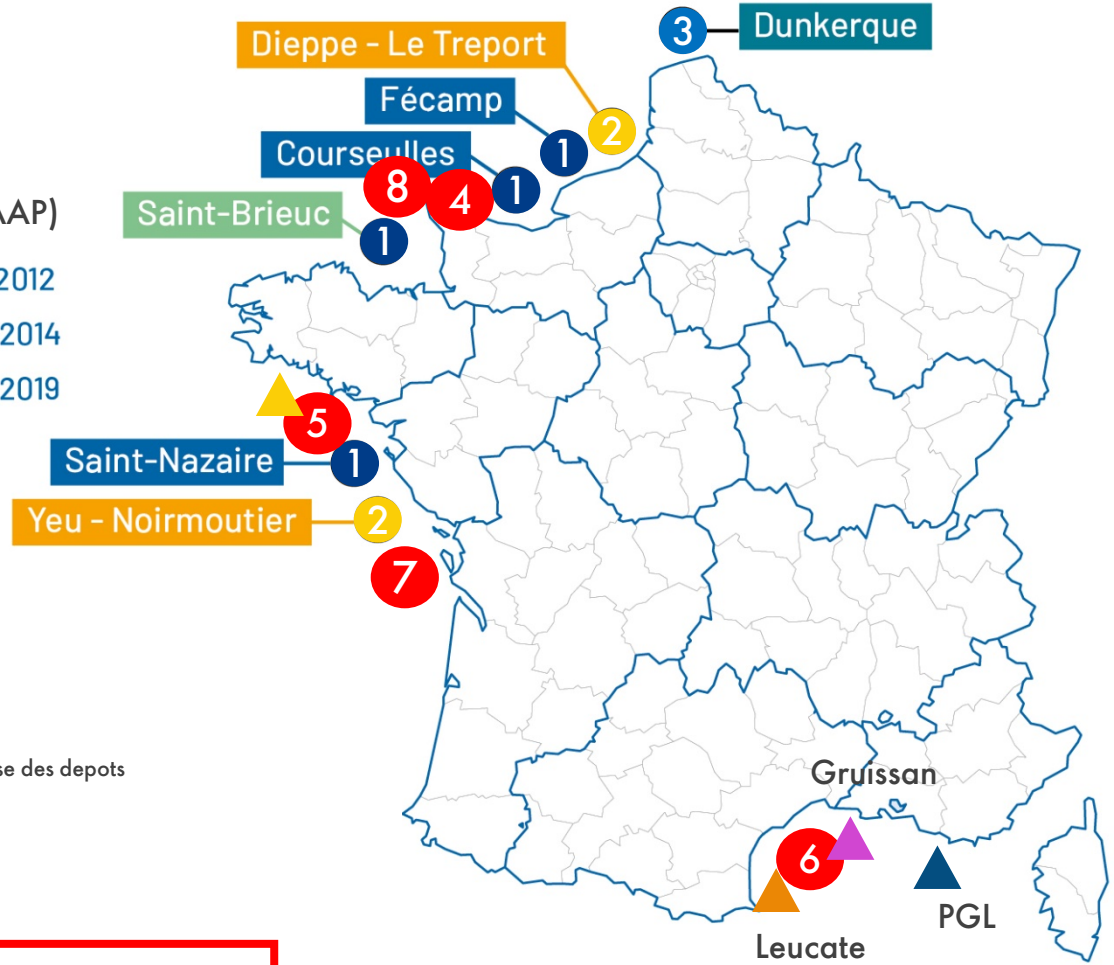 3
Dunkerque
Dieppe - Le Treport
2
Fécamp
1
Courseulles
1
8
4
AAP)
Saint-Brieuc
1
2012
2014
2019
5
Saint-Nazaire
1
Yeu - Noirmoutier
2
7
se des depots
Gruissan
6
PGL
Leucate